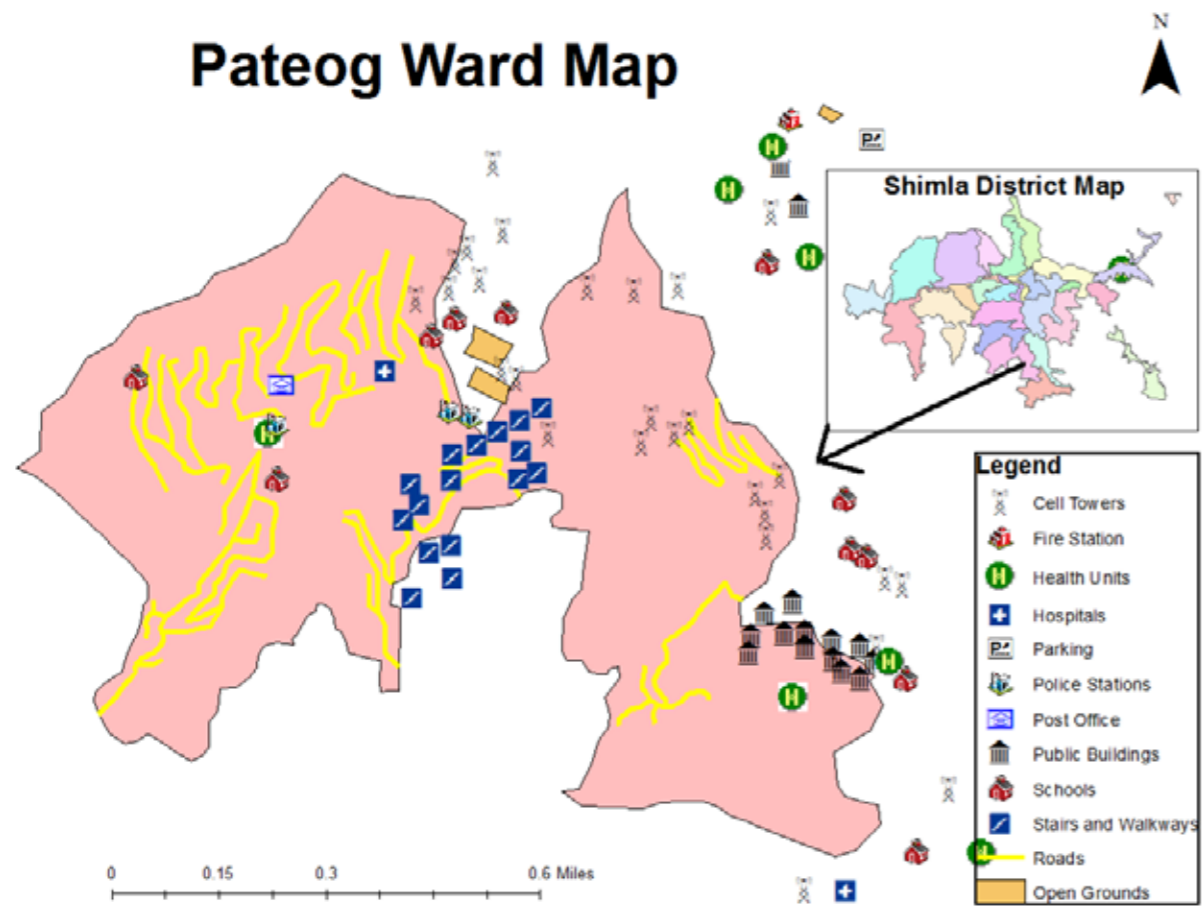 Pateog Ward Map
N
Shimla District Map
Legend
Cell Towers
Fire Station
Health Units
Hospitals
Parking
Police Stations
Post Office
Public Buildings
Schools
Stairs and Walkways
Roads
Open Grounds
0 0.15 0.3 0.6 Miles